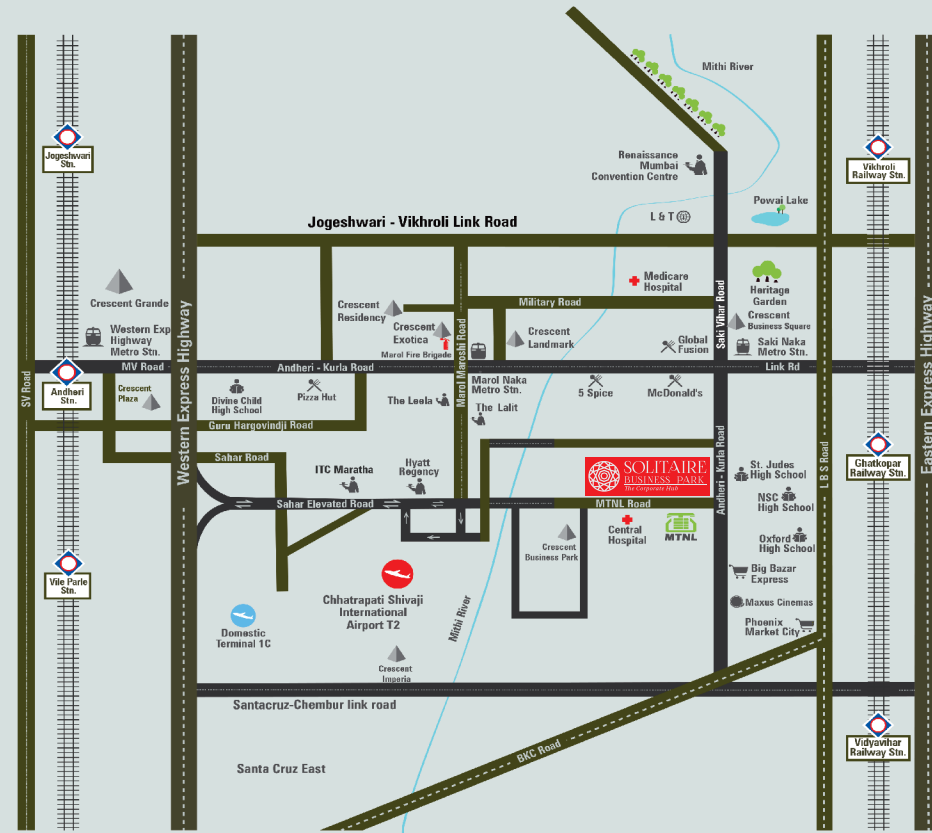 Mithi River
Jogeshwari
Stn.
Renaissance
Mumbai
Convention Centre
Vikhroli
Railway Stn.
Powai Lake
L & T
Jogeshwari - Vikhroli Link Road
Crescent Grande
Medicare
Hospital
Heritage
Garden
Military Road
Crescent
Residency
Crescent
Exotica
Marol Fire Brigade
Crescent
Landmark
Global
Fusion
Saki Vihar Road
Crescent
Business Square
Saki Naka
Metro Stn.
Western Exp
Highway
Metro Stn.
Western Express Highway
Eastern Express Highway
Marol Maroshi Road
SV Road
MV Road
Andheri - Kurla Road
Link Rd
Andheri
Stn.
Crescent
Plaza
Divine Child
High School
Pizza Hut
The Leela
Marol Naka
Metro Stn.
The Lalit
5 Spice
McDonald's
Guru Hargovindji Road
Sahar Road
ITC Maratha
Hyatt
Regency
SOLITAIRE
BUSINESS PARK
The Corporate Hub
Andheri - Kurla Road
L B S Road
St. Judes
High School
Ghatkopar
Railway Stn.
NSC
High School
Sahar Elevated Road
MTNL Road
Central
Hospital
MTNL
Crescent
Business Park
Oxford
High School
Vile Parle
Stn.
Big Bazar
Express
Chhatrapati Shivaji
International
Airport T2
Mithi River
Maxus Cinemas
Phoenix
Market City
Domestic
Terminal 1C
Crescent
Imperia
Santacruz-Chembur link road
BKC Road
Vidyavihar
Railway Stn.
Santa Cruz East